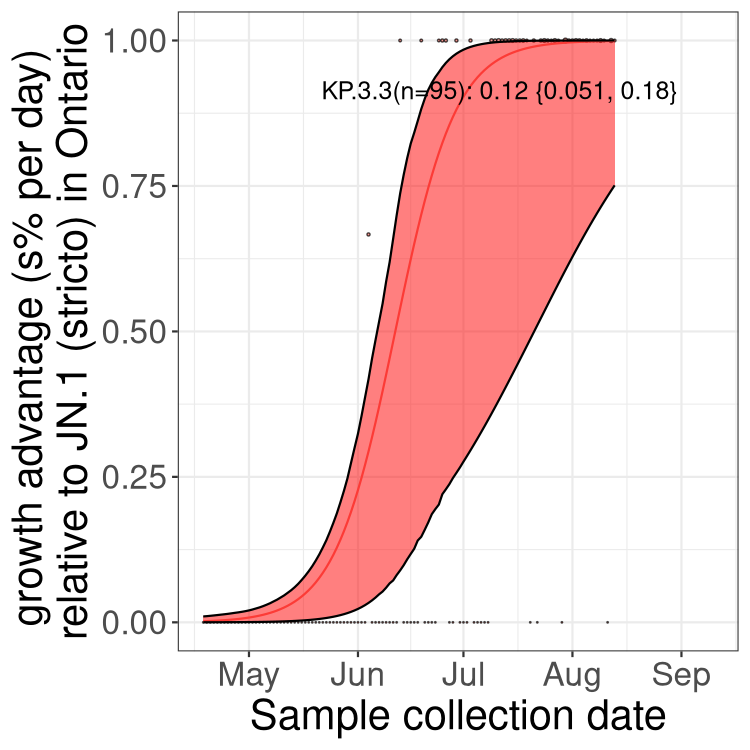 growth advantage (s% per day)
relative to JN.1 (stricto) in Ontario
1.00
0.75
0.50
0.25
0.00
KP.3.3(n=95): 0.12 {0.051, 0.18}
May Jun Jul Aug Sep
Sample collection date